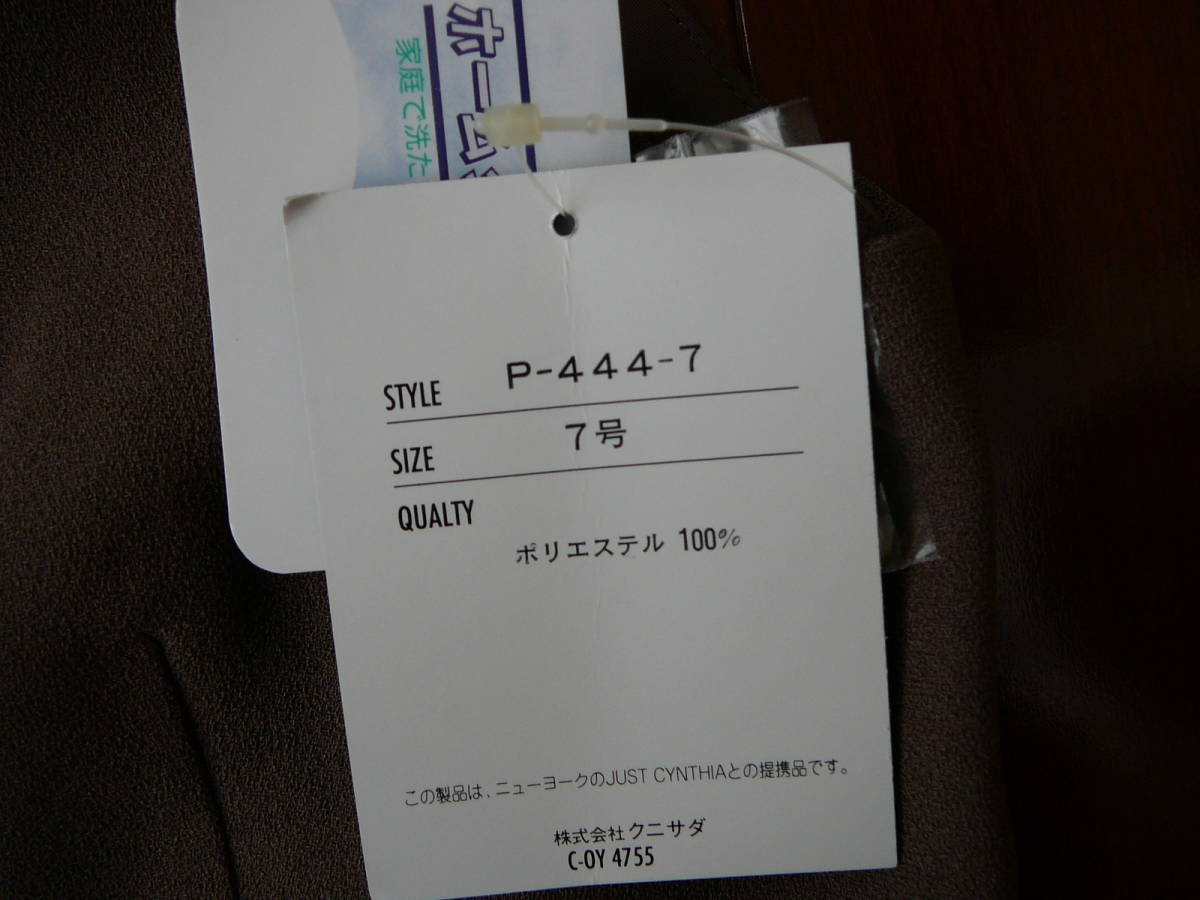 ホーム
家庭で洗た
STYLE P-444-7
SIZE 7号
QUALTY
ポリエステル 100%
この製品は、ニューヨークのJUST CYNTHIAとの提携品です。
株式会社クニサダ
C-OY 4755